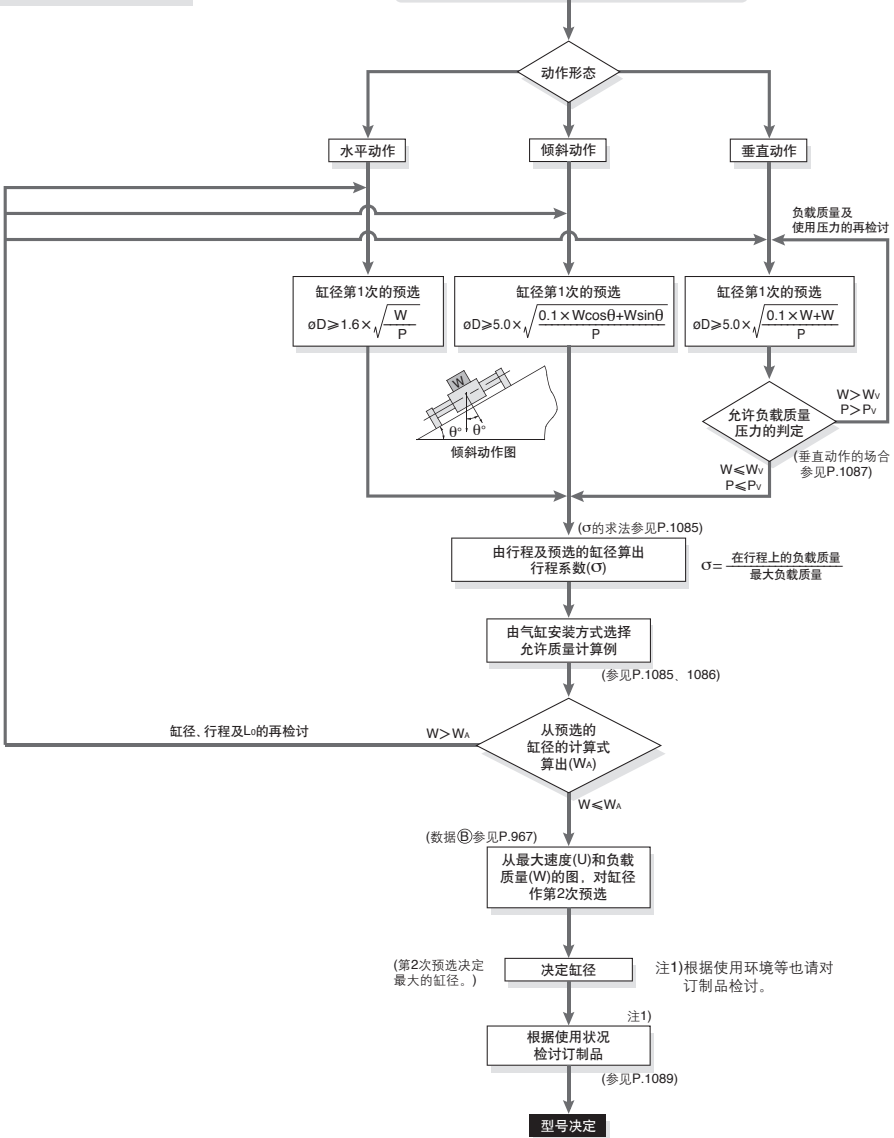 动作形态
水平动作
倾斜动作
垂直动作
负载质量及
使用压力的再检讨
缸径第1次的预选
øD≥1.6×√(W/P)
缸径第1次的预选
øD≥5.0×√((0.1×Wcosθ+Wsinθ)/P)
缸径第1次的预选
øD≥5.0×√((0.1×W+W)/P)
W
θ° θ°
倾斜动作图
允许负载质量
压力的判定
W>Wv
P>Pv
(垂直动作的场合
参见P.1087)
W≤Wv
P≤Pv
(σ的求法参见P.1085)
由行程及预选的缸径算出
行程系数(σ)
σ=在行程上的负载质量/最大负载质量
由气缸安装方式选择
允许质量计算例
(参见P.1085、1086)
缸径、行程及L₀的再检讨
W>WA
从预选的
缸径的计算式
算出(WA)
W≤WA
(数据Ⓑ参见P.967)
从最大速度(U)和负载
质量(W)的图，对缸径
作第2次预选
(第2次预选决定
最大的缸径。)
决定缸径
注1)根据使用环境等也请对
订制品检讨。
注1)
根据使用状况
检讨订制品
(参见P.1089)
型号决定